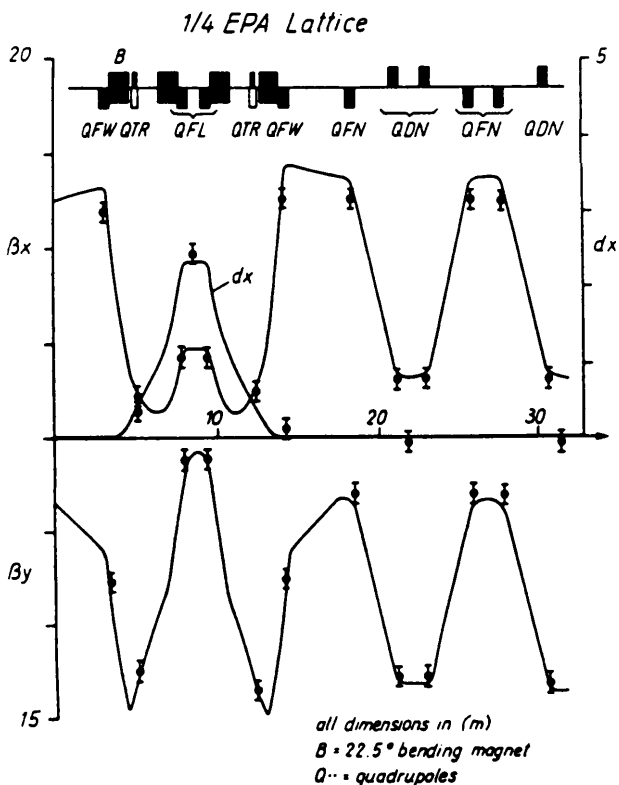 1/4 EPA Lattice
20
B
5
QFW QTR QFL QTR QFW QFN QDN QFN QDN
βx
dx
dx
10 20 30
βy
15
all dimensions in (m)
B = 22.5° bending magnet
Q·· = quadrupoles